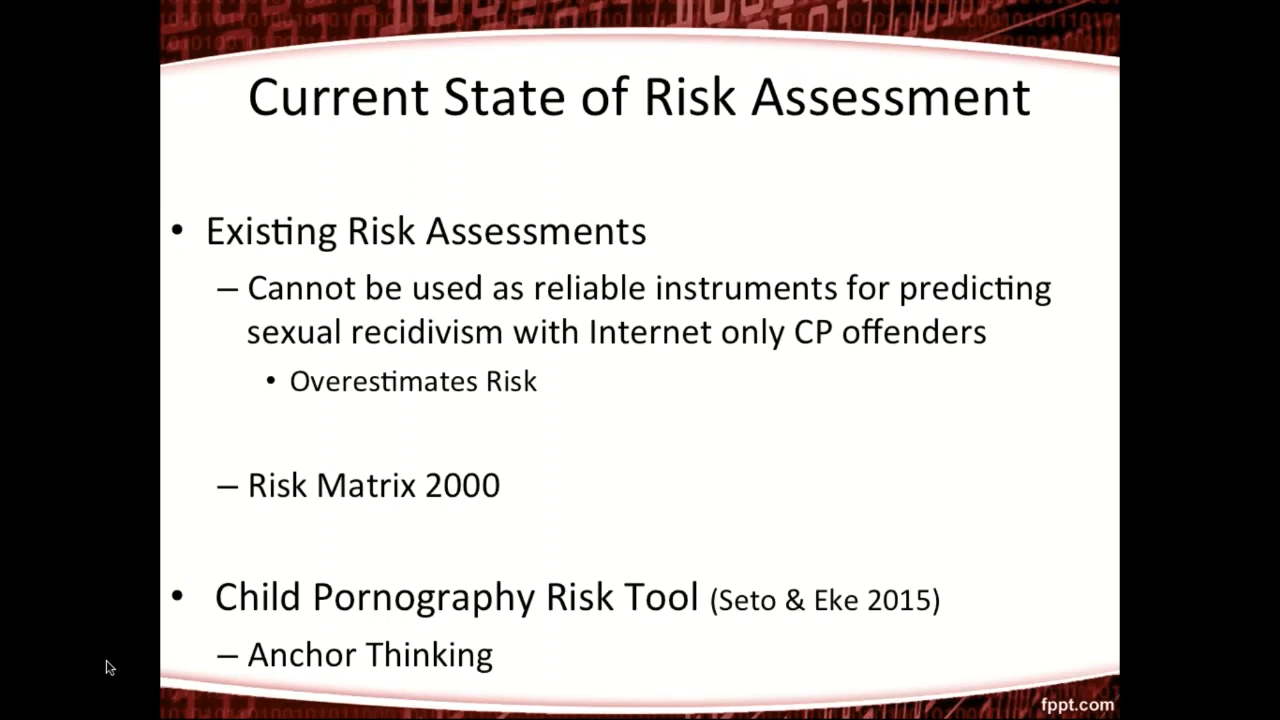 Current State of Risk Assessment
• Existing Risk Assessments
– Cannot be used as reliable instruments for predicting
sexual recidivism with Internet only CP offenders
• Overestimates Risk
– Risk Matrix 2000
• Child Pornography Risk Tool (Seto & Eke 2015)
– Anchor Thinking
fppt.com